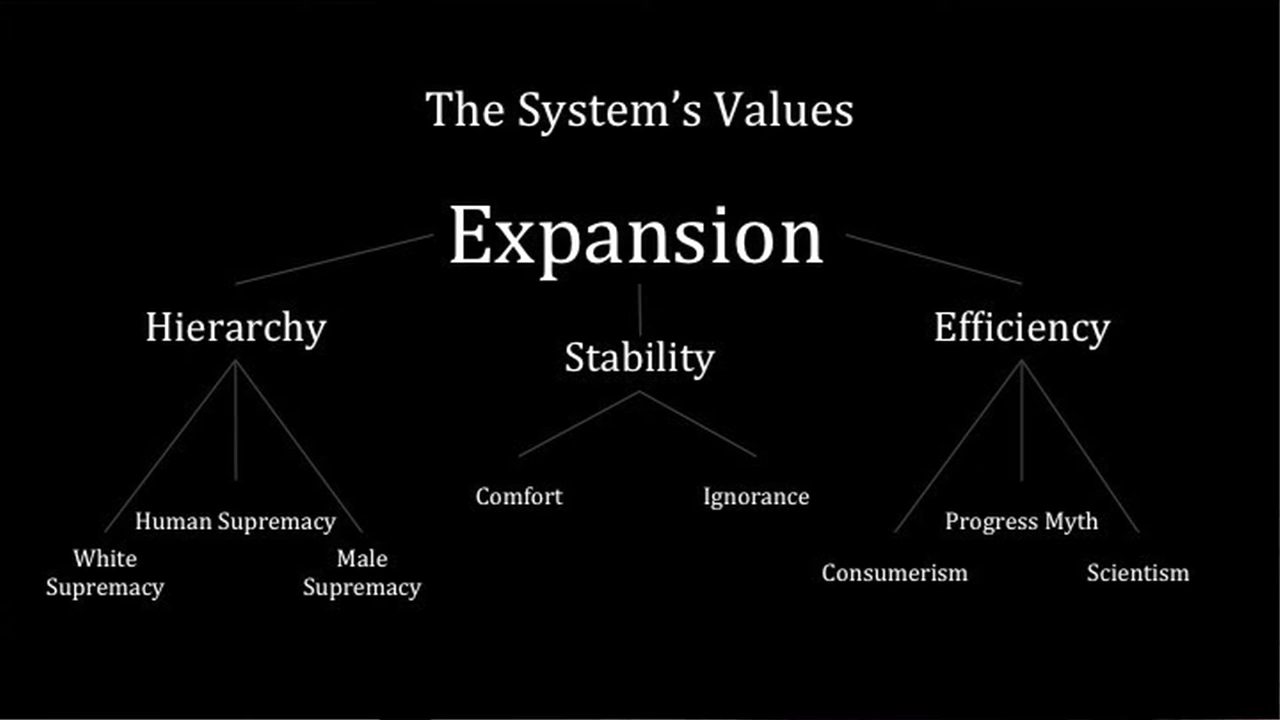 The System’s Values
Expansion
Hierarchy
Stability
Efficiency
Comfort
Ignorance
Human Supremacy
White
Supremacy
Male
Supremacy
Progress Myth
Consumerism
Scientism